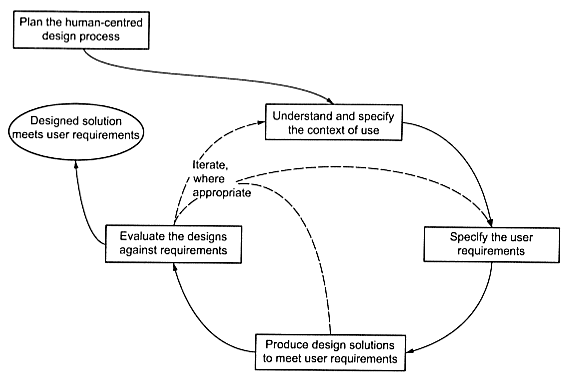 Plan the human-centred
design process
Designed solution
meets user requirements
Understand and specify
the context of use
Iterate,
where
appropriate
Evaluate the designs
against requirements
Specify the user
requirements
Produce design solutions
to meet user requirements